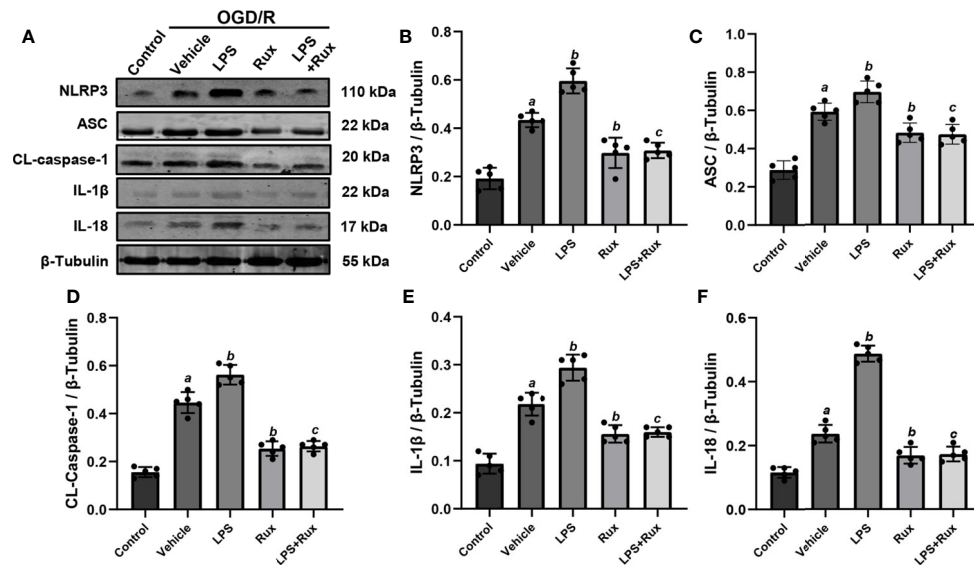 OGD/R
A
Control
Vehicle
LPS
Rux
LPS
+Rux
NLRP3
110 kDa
ASC
22 kDa
CL-caspase-1
20 kDa
IL-1β
22 kDa
IL-18
17 kDa
β-Tubulin
55 kDa
B
NLRP3 / β-Tubulin
0.8
0.6
0.4
0.2
0.0
a
b
b
c
Control
Vehicle
LPS
Rux
LPS+Rux
C
ASC / β-Tubulin
1.0
0.8
0.6
0.4
0.2
0.0
a
b
b
c
Control
Vehicle
LPS
Rux
LPS+Rux
D
CL-Caspase-1 / β-Tubulin
0.8
0.6
0.4
0.2
0.0
a
b
b
c
Control
Vehicle
LPS
Rux
LPS+Rux
E
IL-1β / β-Tubulin
0.4
0.3
0.2
0.1
0.0
a
b
b
c
Control
Vehicle
LPS
Rux
LPS+Rux
F
IL-18 / β-Tubulin
0.6
0.4
0.2
0.0
a
b
b
c
Control
Vehicle
LPS
Rux
LPS+Rux